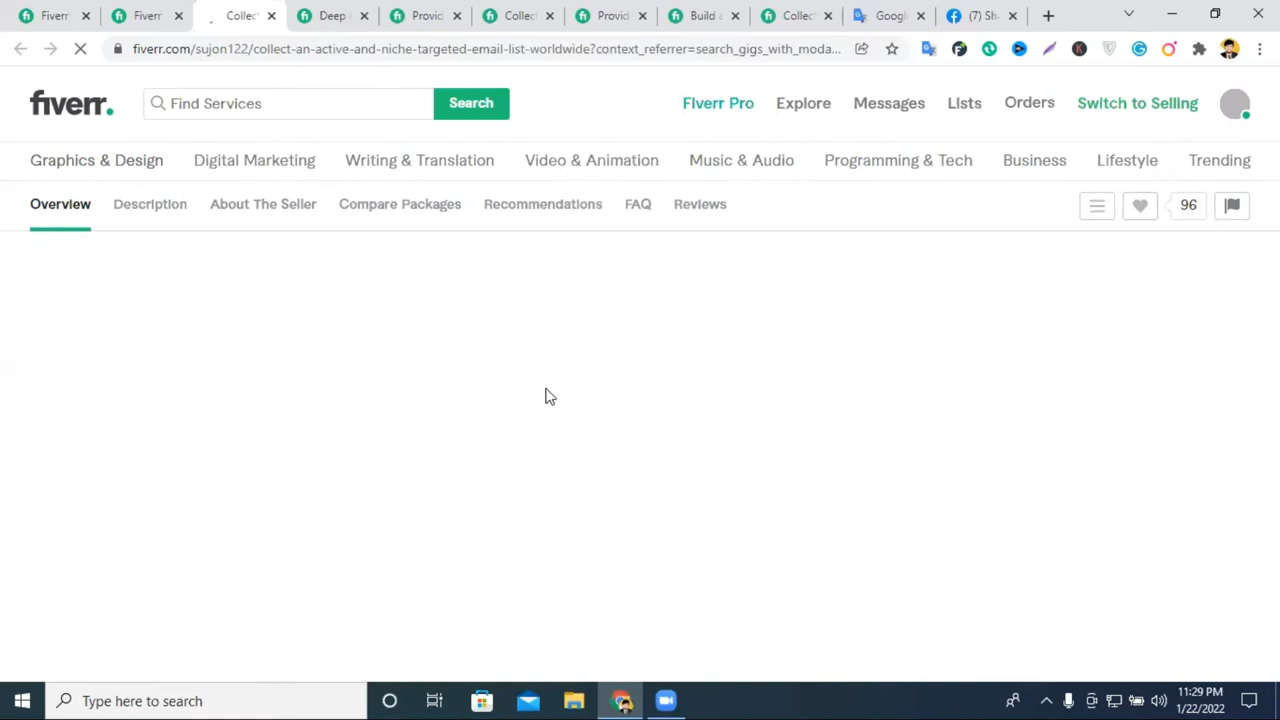 Fiverr
Fiverr
Collec
Deep
Provid
Collec
Provid
Build a
Collec
Googl
(7) Sh
fiverr.com/sujon122/collect-an-active-and-niche-targeted-email-list-worldwide?context_referrer=search_gigs_with_moda...
fiverr.
Find Services
Search
Fiverr Pro
Explore
Messages
Lists
Orders
Switch to Selling
Graphics & Design
Digital Marketing
Writing & Translation
Video & Animation
Music & Audio
Programming & Tech
Business
Lifestyle
Trending
Overview
Description
About The Seller
Compare Packages
Recommendations
FAQ
Reviews
96
Type here to search
11:29 PM
1/22/2022